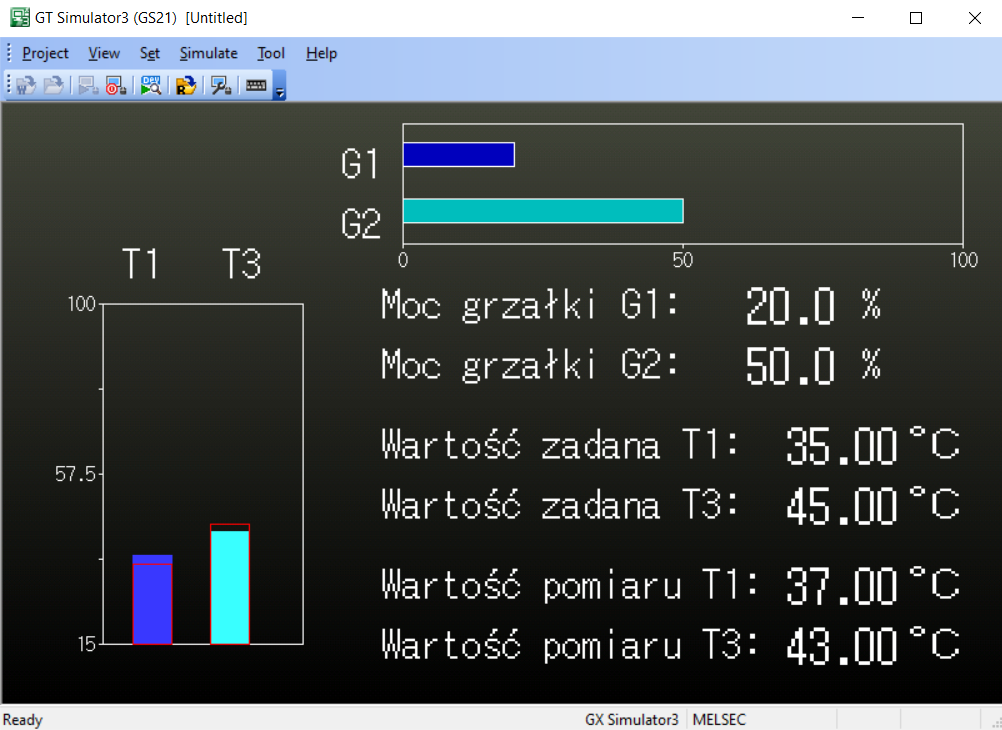 GT Simulator3 (GS21) [Untitled]
Project View Set Simulate Tool Help
G1
G2
0 50 100
T1 T3
100
57.5
15
Moc grzałki G1: 20.0 %
Moc grzałki G2: 50.0 %
Wartość zadana T1: 35.00°C
Wartość zadana T3: 45.00°C
Wartość pomiaru T1: 37.00°C
Wartość pomiaru T3: 43.00°C
Ready GX Simulator3 MELSEC